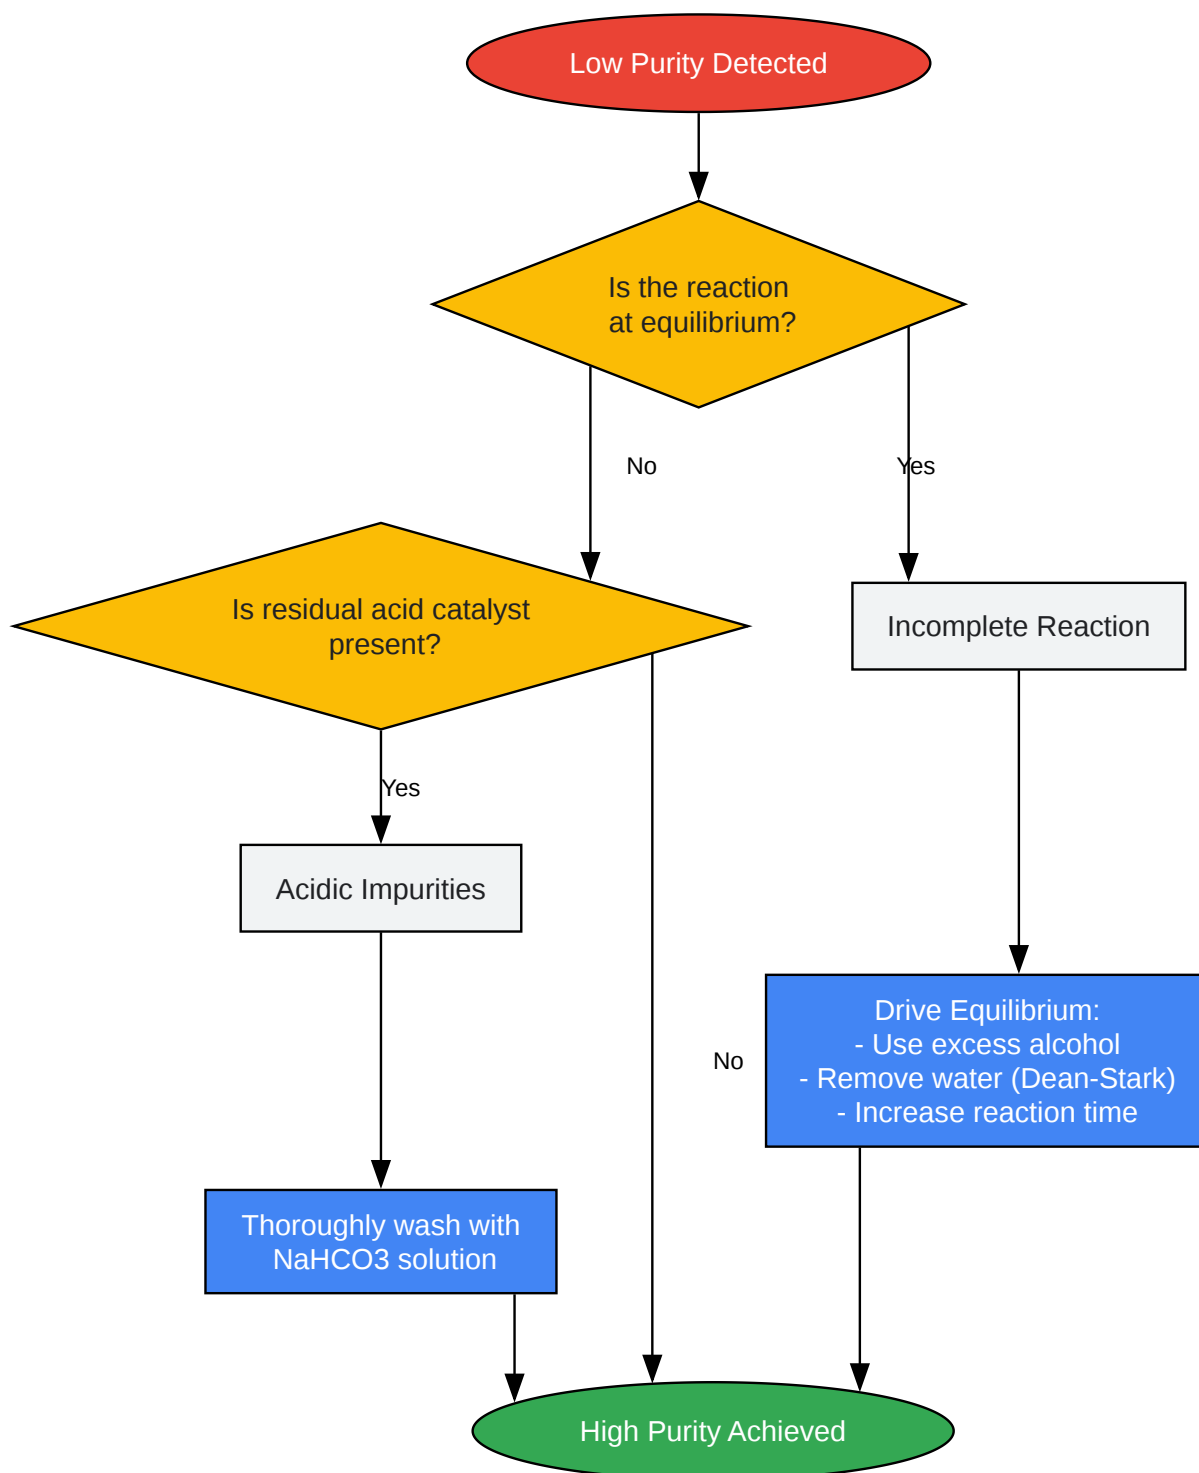 Low Purity Detected
Is the reaction
at equilibrium?
No
Yes
Is residual acid catalyst
present?
Incomplete Reaction
Yes
Acidic Impurities
Drive Equilibrium:
- Use excess alcohol
- Remove water (Dean-Stark)
- Increase reaction time
No
Thoroughly wash with
NaHCO3 solution
High Purity Achieved